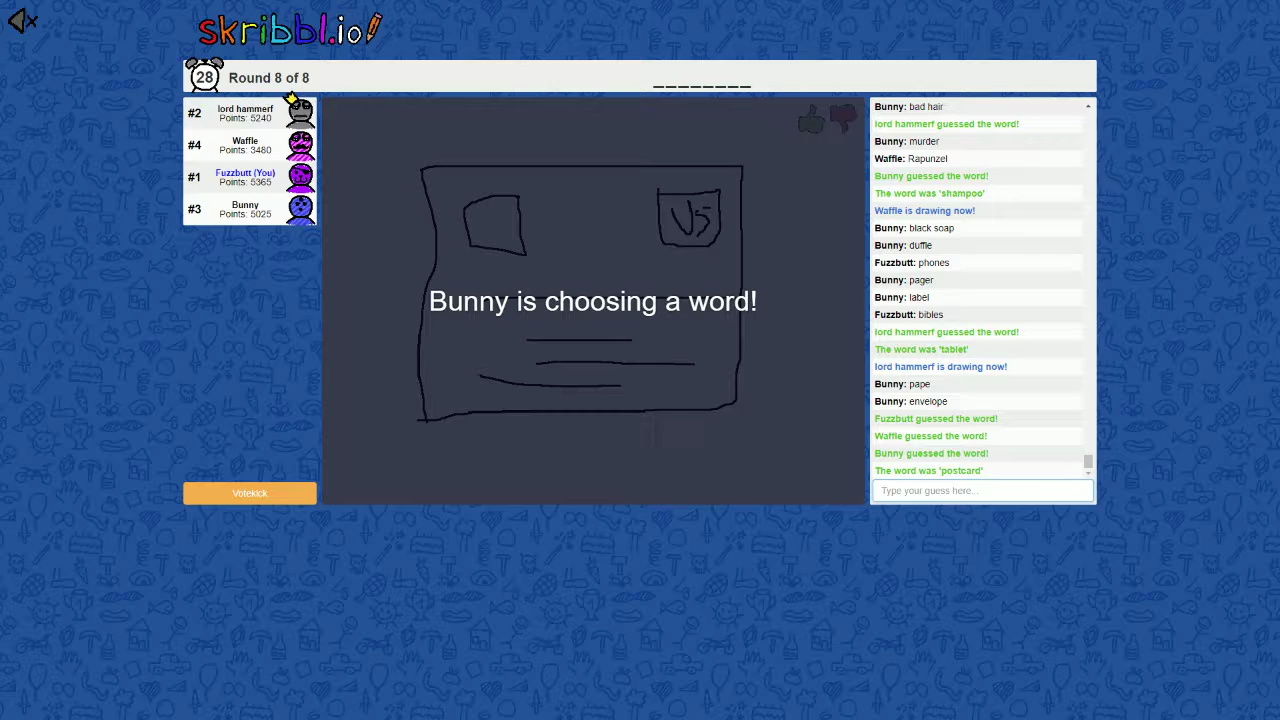 skribbl.io
28
Round 8 of 8
________
#2 lord hammerf
Points: 5240
#4 Waffle
Points: 3480
#1 Fuzzbutt (You)
Points: 5365
#3 Bunny
Points: 5025
Votekick
US
Bunny is choosing a word!
Bunny: bad hair
lord hammerf guessed the word!
Bunny: murder
Waffle: Rapunzel
Bunny guessed the word!
The word was 'shampoo'
Waffle is drawing now!
Bunny: black soap
Bunny: duffle
Fuzzbutt: phones
Bunny: pager
Bunny: label
Fuzzbutt: bibles
lord hammerf guessed the word!
The word was 'tablet'
lord hammerf is drawing now!
Bunny: pape
Bunny: envelope
Fuzzbutt guessed the word!
Waffle guessed the word!
Bunny guessed the word!
The word was 'postcard'
Type your guess here...